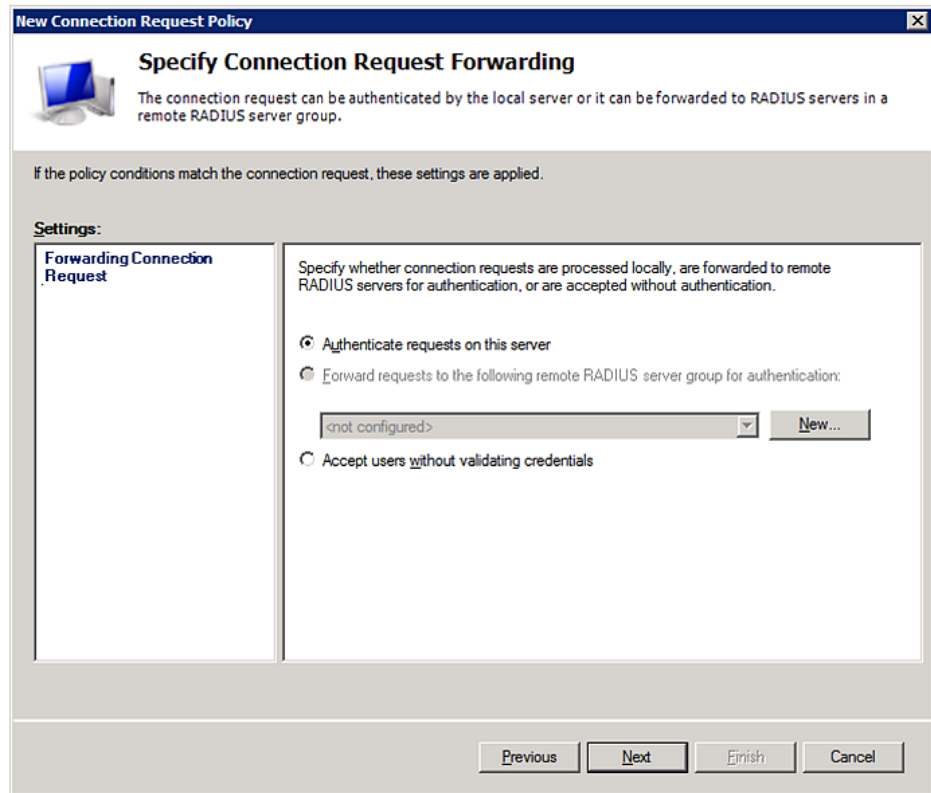 New Connection Request Policy
Specify Connection Request Forwarding
The connection request can be authenticated by the local server or it can be forwarded to RADIUS servers in a
remote RADIUS server group.
If the policy conditions match the connection request, these settings are applied.
Settings:
Forwarding Connection
Request
Specify whether connection requests are processed locally, are forwarded to remote
RADIUS servers for authentication, or are accepted without authentication.
Authenticate requests on this server
Forward requests to the following remote RADIUS server group for authentication:
<not configured>
New...
Accept users without validating credentials
Previous Next Finish Cancel